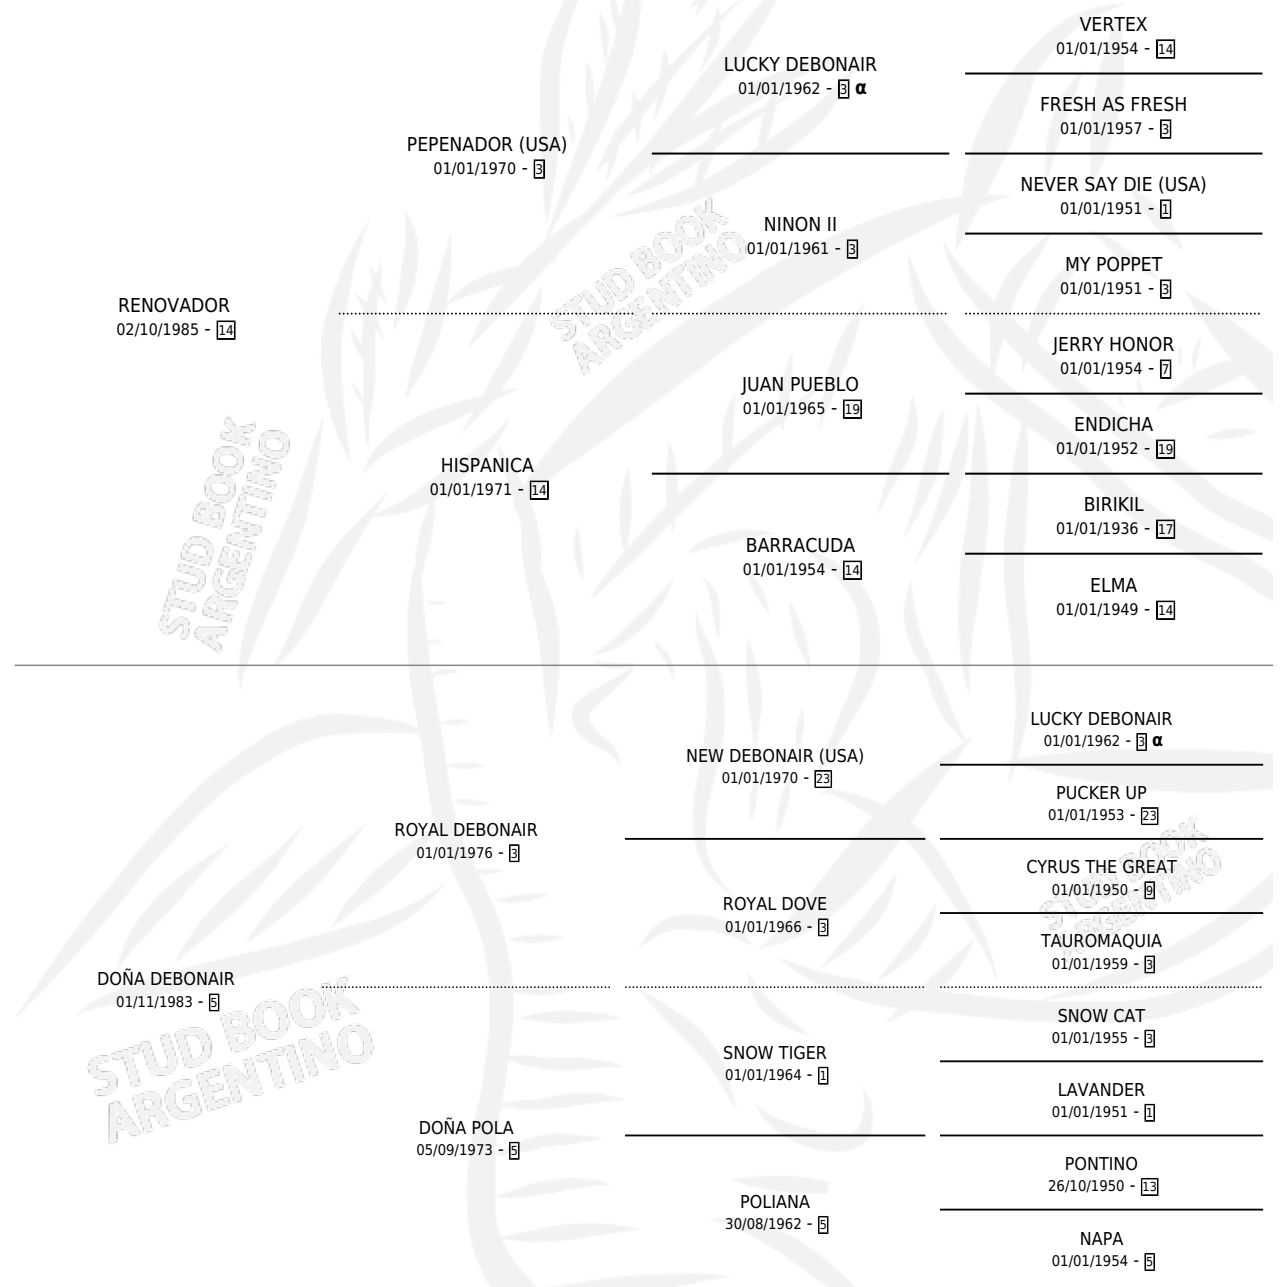 VERTEX
01/01/1954 - 14
LUCKY DEBONAIR
01/01/1962 - 3 α
FRESH AS FRESH
01/01/1957 - 3
PEPENADOR (USA)
01/01/1970 - 3
NEVER SAY DIE (USA)
01/01/1951 - 1
NINON II
01/01/1961 - 3
MY POPPET
01/01/1951 - 3
RENOVADOR
02/10/1985 - 14
JERRY HONOR
01/01/1954 - 7
JUAN PUEBLO
01/01/1965 - 19
ENDICHA
01/01/1952 - 19
HISPANICA
01/01/1971 - 14
BIRIKIL
01/01/1936 - 17
BARRACUDA
01/01/1954 - 14
ELMA
01/01/1949 - 14
STUD BOOK
ARGENTINO
STUD BOOK
ARGENTINO
LUCKY DEBONAIR
01/01/1962 - 3 α
NEW DEBONAIR (USA)
01/01/1970 - 23
PUCKER UP
01/01/1953 - 23
ROYAL DEBONAIR
01/01/1976 - 3
CYRUS THE GREAT
01/01/1950 - 9
ROYAL DOVE
01/01/1966 - 3
TAUROMAQUIA
01/01/1959 - 3
DOÑA DEBONAIR
01/11/1983 - 5
SNOW CAT
01/01/1955 - 3
SNOW TIGER
01/01/1964 - 1
LAVANDER
01/01/1951 - 1
DOÑA POLA
05/09/1973 - 5
PONTINO
26/10/1950 - 13
POLIANA
30/08/1962 - 5
NAPA
01/01/1954 - 5
STUD BOOK
ARGENTINO
STUD BOOK
ARGENTINO